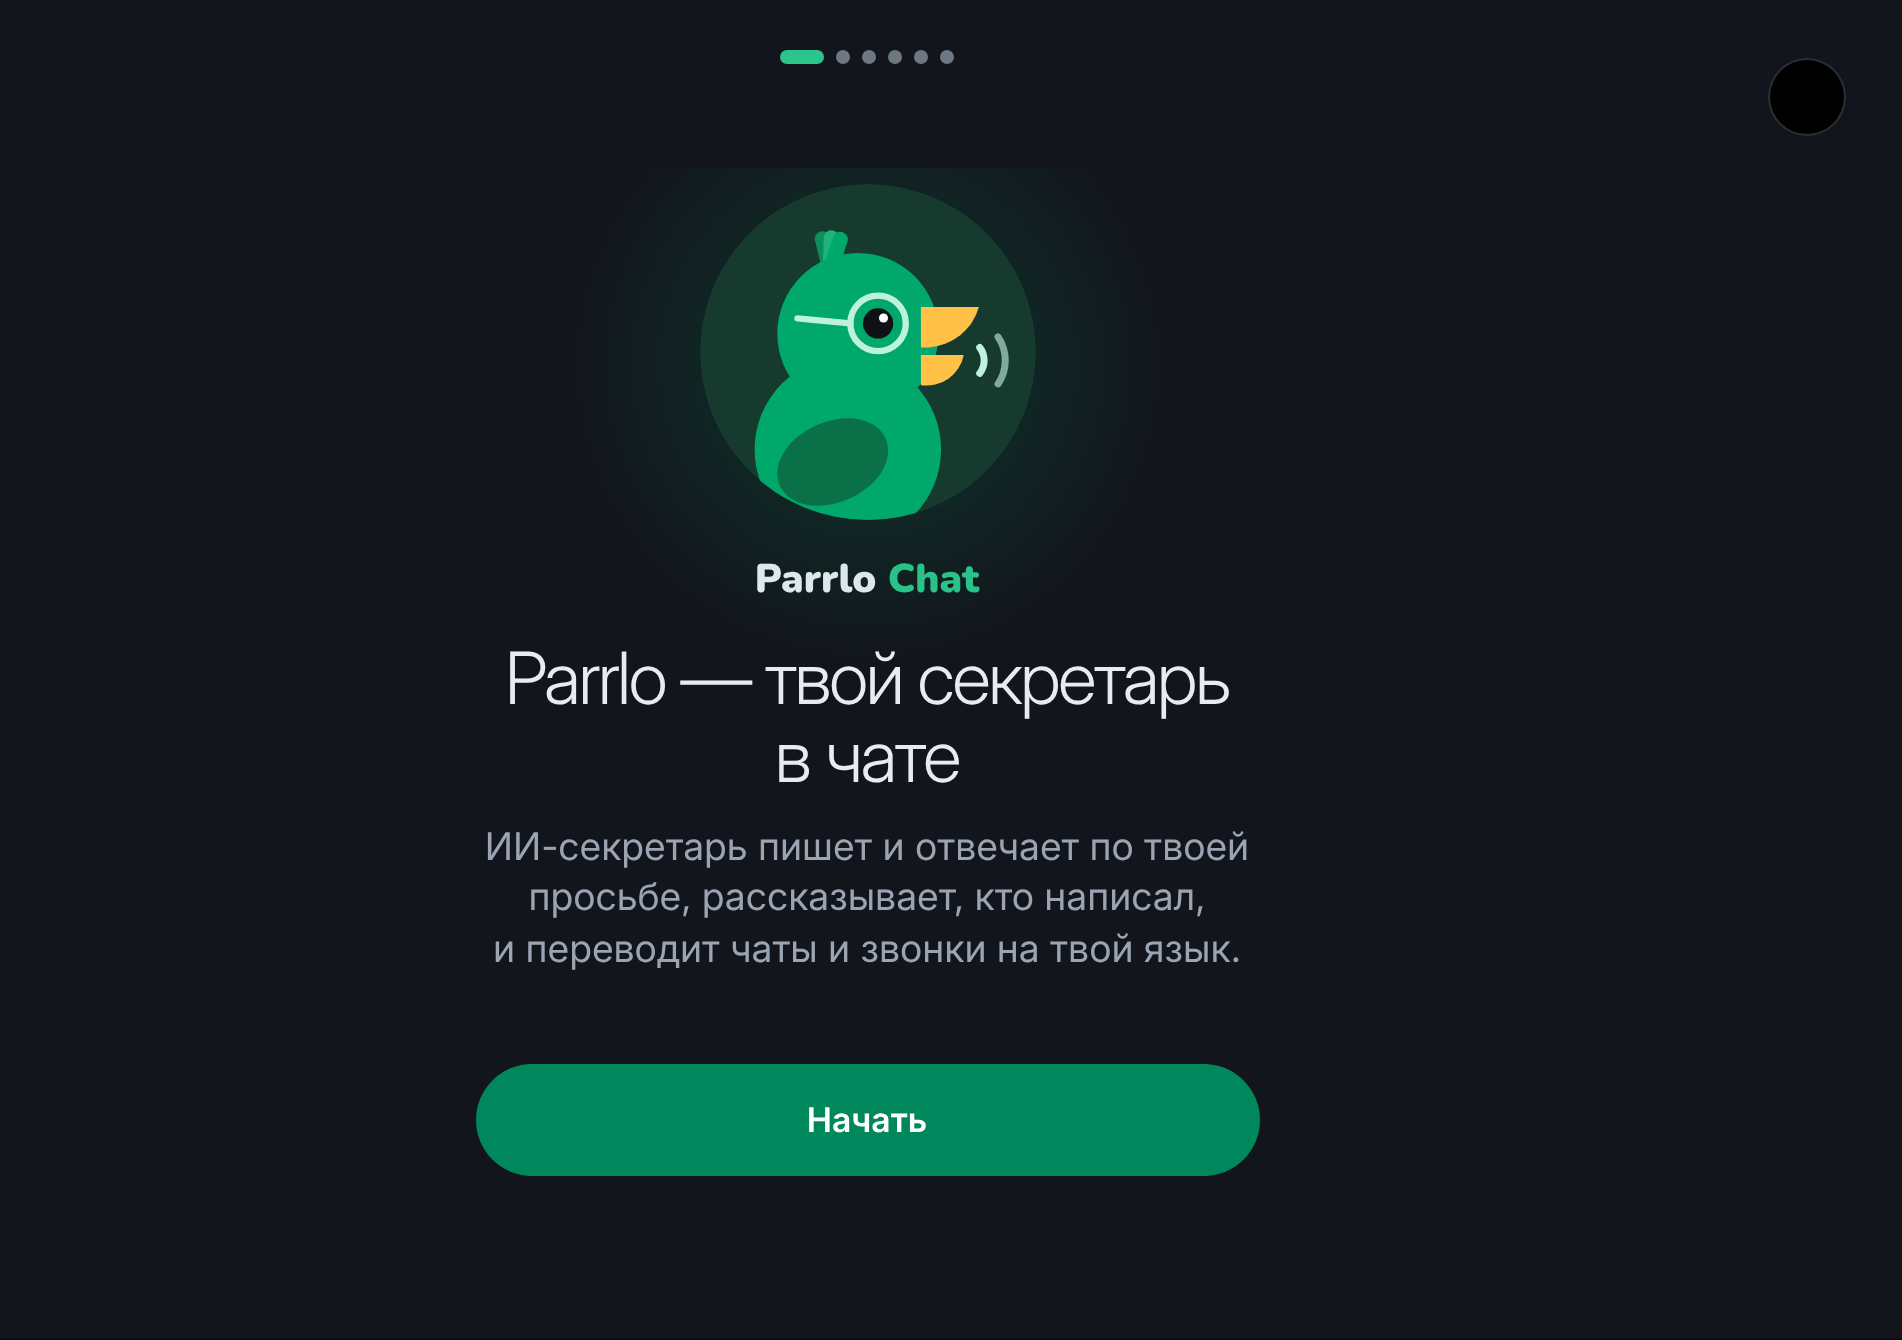 Parrlo Chat
Parrlo — твой секретарь
в чате
ИИ-секретарь пишет и отвечает по твоей
просьбе, рассказывает, кто написал,
и переводит чаты и звонки на твой язык.
Начать